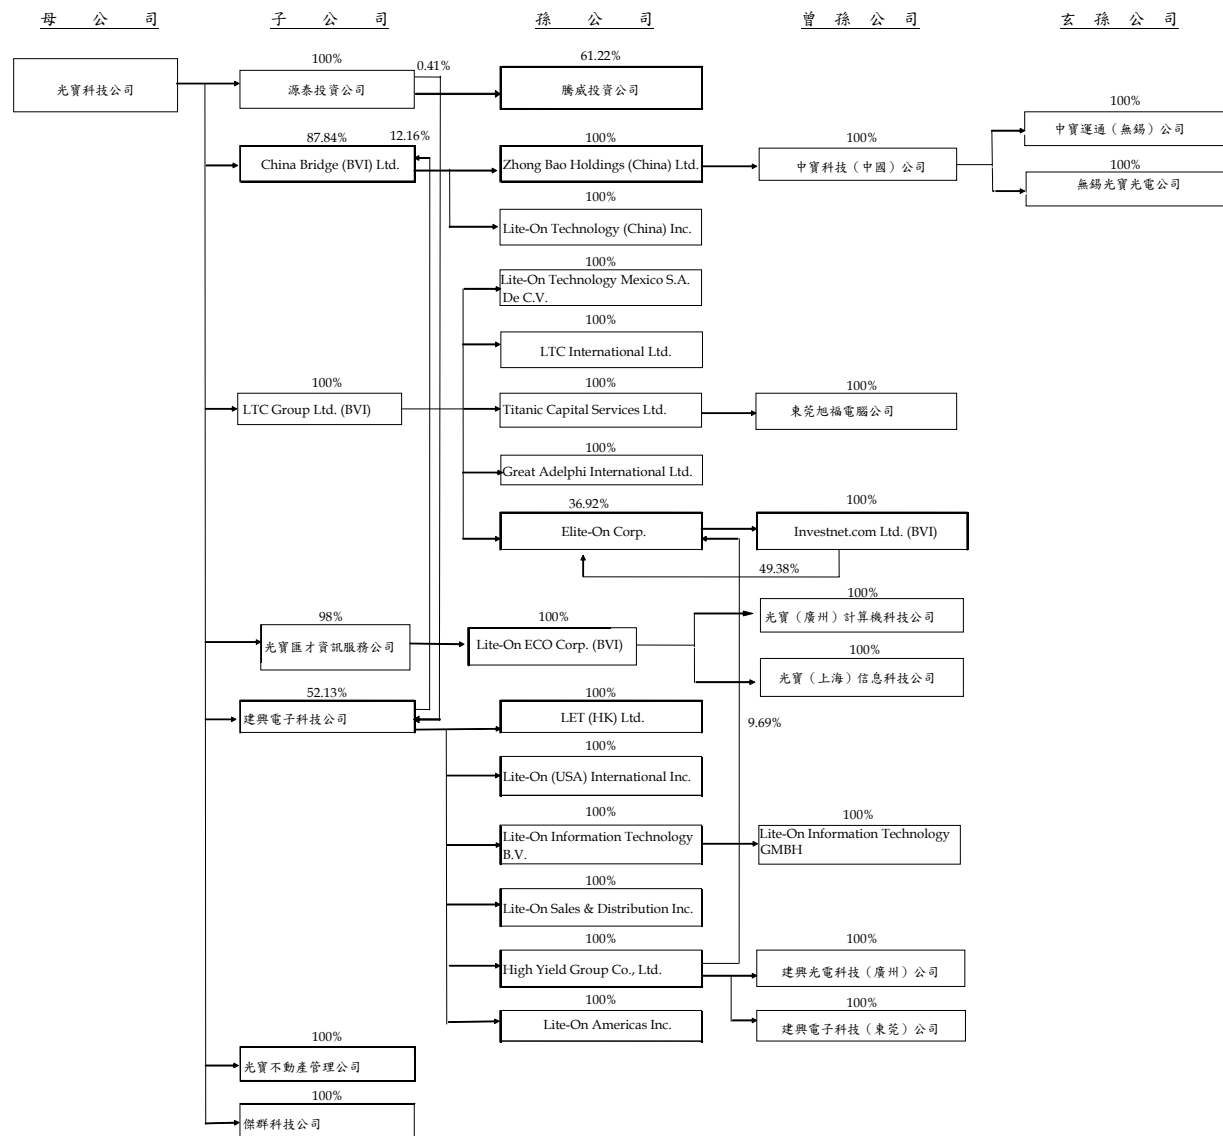 母公司 子公司 孫公司 曾孫公司 玄孫公司
100% 0.41% 61.22%
光寶科技公司 源泰投資公司 騰威投資公司
100%
中寶運通（無錫）公司
87.84% 12.16% 100% 100%
China Bridge (BVI) Ltd. Zhong Bao Holdings (China) Ltd. 中寶科技（中國）公司
100%
無錫光寶光電公司
100%
Lite-On Technology (China) Inc.
100%
Lite-On Technology Mexico S.A.
De C.V.
100%
LTC International Ltd.
100% 100% 100%
LTC Group Ltd. (BVI) Titanic Capital Services Ltd. 東莞旭福電腦公司
100%
Great Adelphi International Ltd.
36.92% 100%
Elite-On Corp. Investnet.com Ltd. (BVI)
49.38%
100%
光寶（廣州）計算機科技公司
98% 100%
光寶匯才資訊服務公司 Lite-On ECO Corp. (BVI)
100%
光寶（上海）信息科技公司
52.13% 100%
建興電子科技公司 LET (HK) Ltd. 9.69%
100%
Lite-On (USA) International Inc.
100% 100%
Lite-On Information Technology Lite-On Information Technology
B.V. GMBH
100%
Lite-On Sales & Distribution Inc.
100% 100%
High Yield Group Co., Ltd. 建興光電科技（廣州）公司
100% 100%
Lite-On Americas Inc. 建興電子科技（東莞）公司
100%
光寶不動產管理公司
100%
傑群科技公司